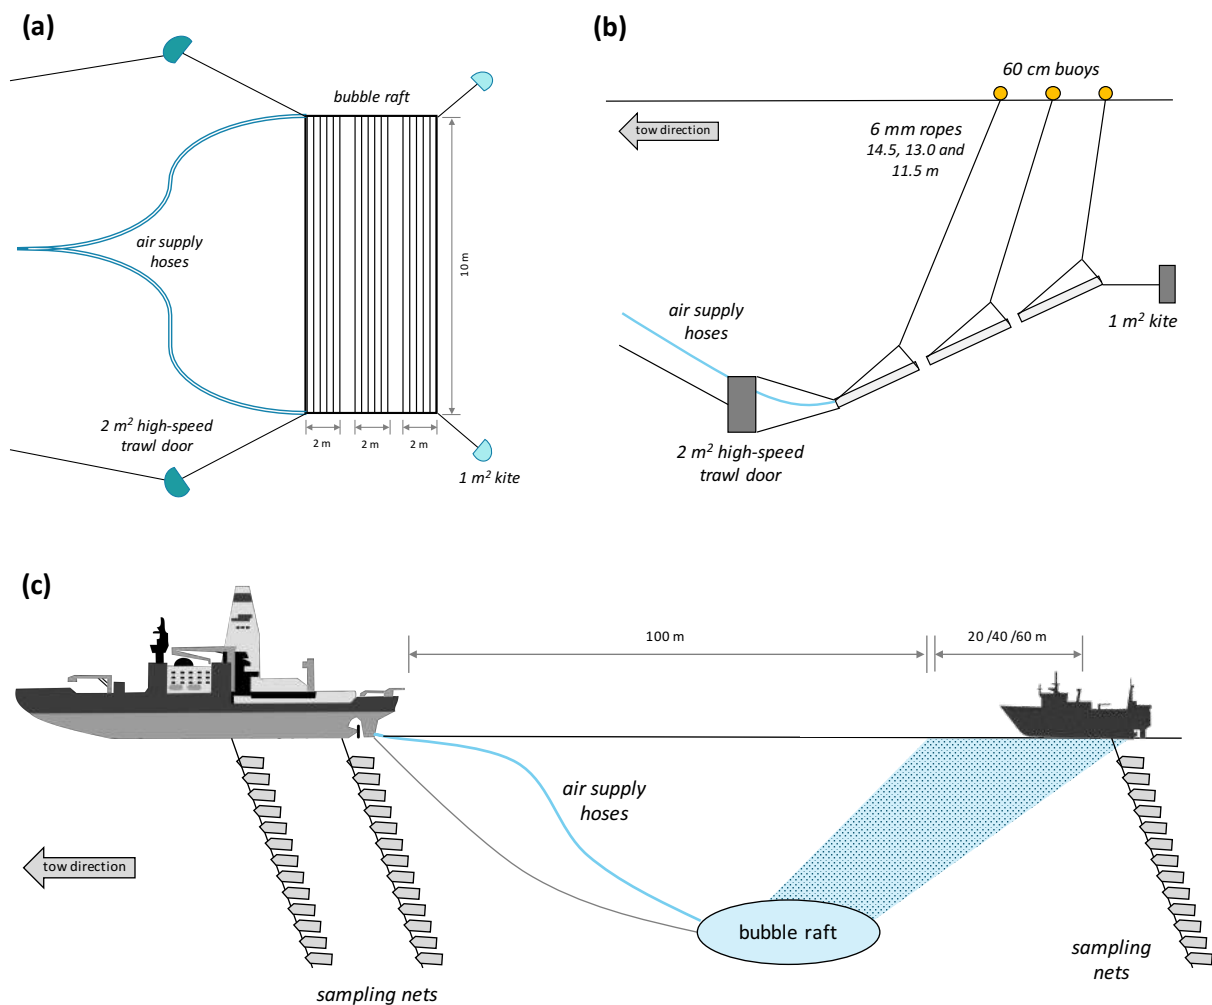 (a)
bubble raft
air supply
hoses
10 m
2 m² high-speed
trawl door
2 m
2 m
2 m
1 m² kite
(b)
60 cm buoys
tow direction
6 mm ropes
14.5, 13.0 and
11.5 m
air supply
hoses
1 m² kite
2 m² high-speed
trawl door
(c)
100 m
20 /40 /60 m
air supply
hoses
tow direction
bubble raft
sampling nets
sampling
nets